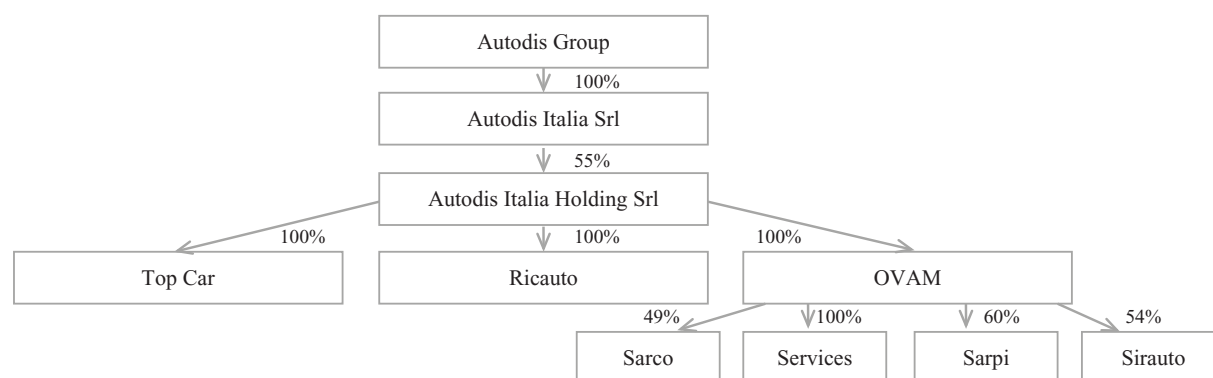 Autodis Group
100%
Autodis Italia Srl
55%
Autodis Italia Holding Srl
100%
100%
100%
Top Car
Ricauto
OVAM
49%
100%
60%
54%
Sarco
Services
Sarpi
Sirauto